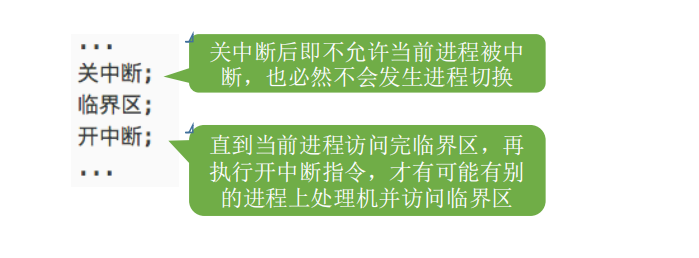 ...
关中断;
临界区;
开中断;
...
关中断后即不允许当前进程被中
断，也必然不会发生进程切换
直到当前进程访问完临界区，再
执行开中断指令，才有可能有别
的进程上处理机并访问临界区